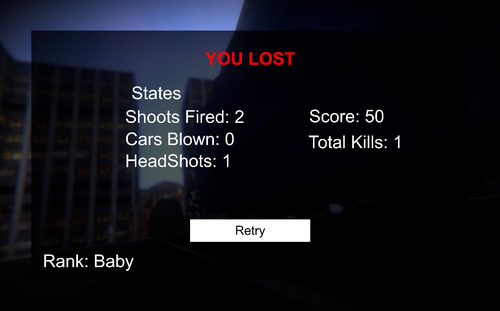 YOU LOST
States
Shoots Fired: 2
Score: 50
Cars Blown: 0
Total Kills: 1
HeadShots: 1
Retry
Rank: Baby